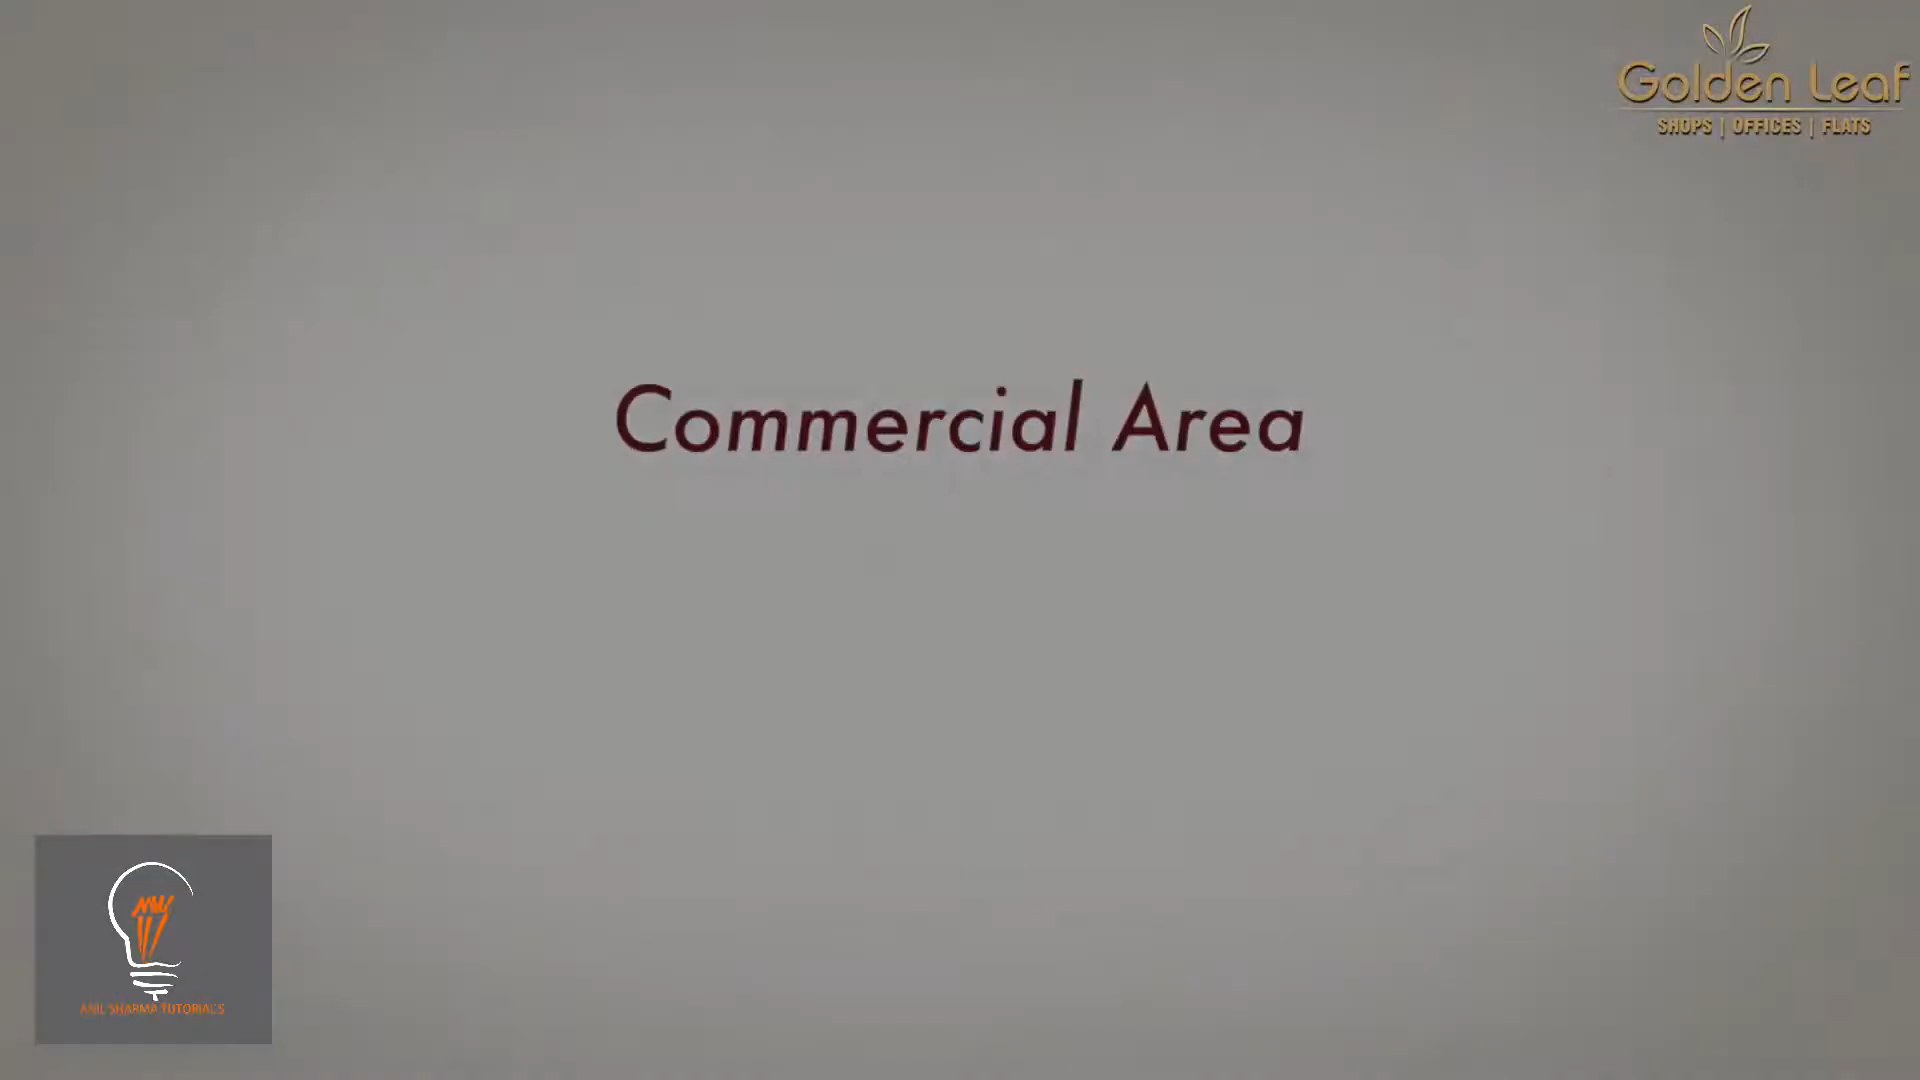 Golden Leaf
SHOPS | OFFICES | FLATS
Commercial Area
ANIL SHARMA TUTORIALS